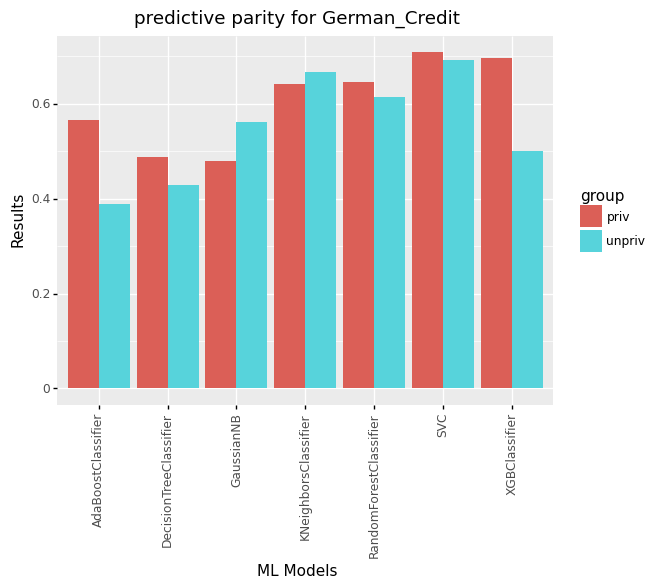 predictive parity for German_Credit
Results
0.6
0.4
0.2
0
AdaBoostClassifier
DecisionTreeClassifier
GaussianNB
KNeighborsClassifier
RandomForestClassifier
SVC
XGBClassifier
ML Models
group
priv
unpriv